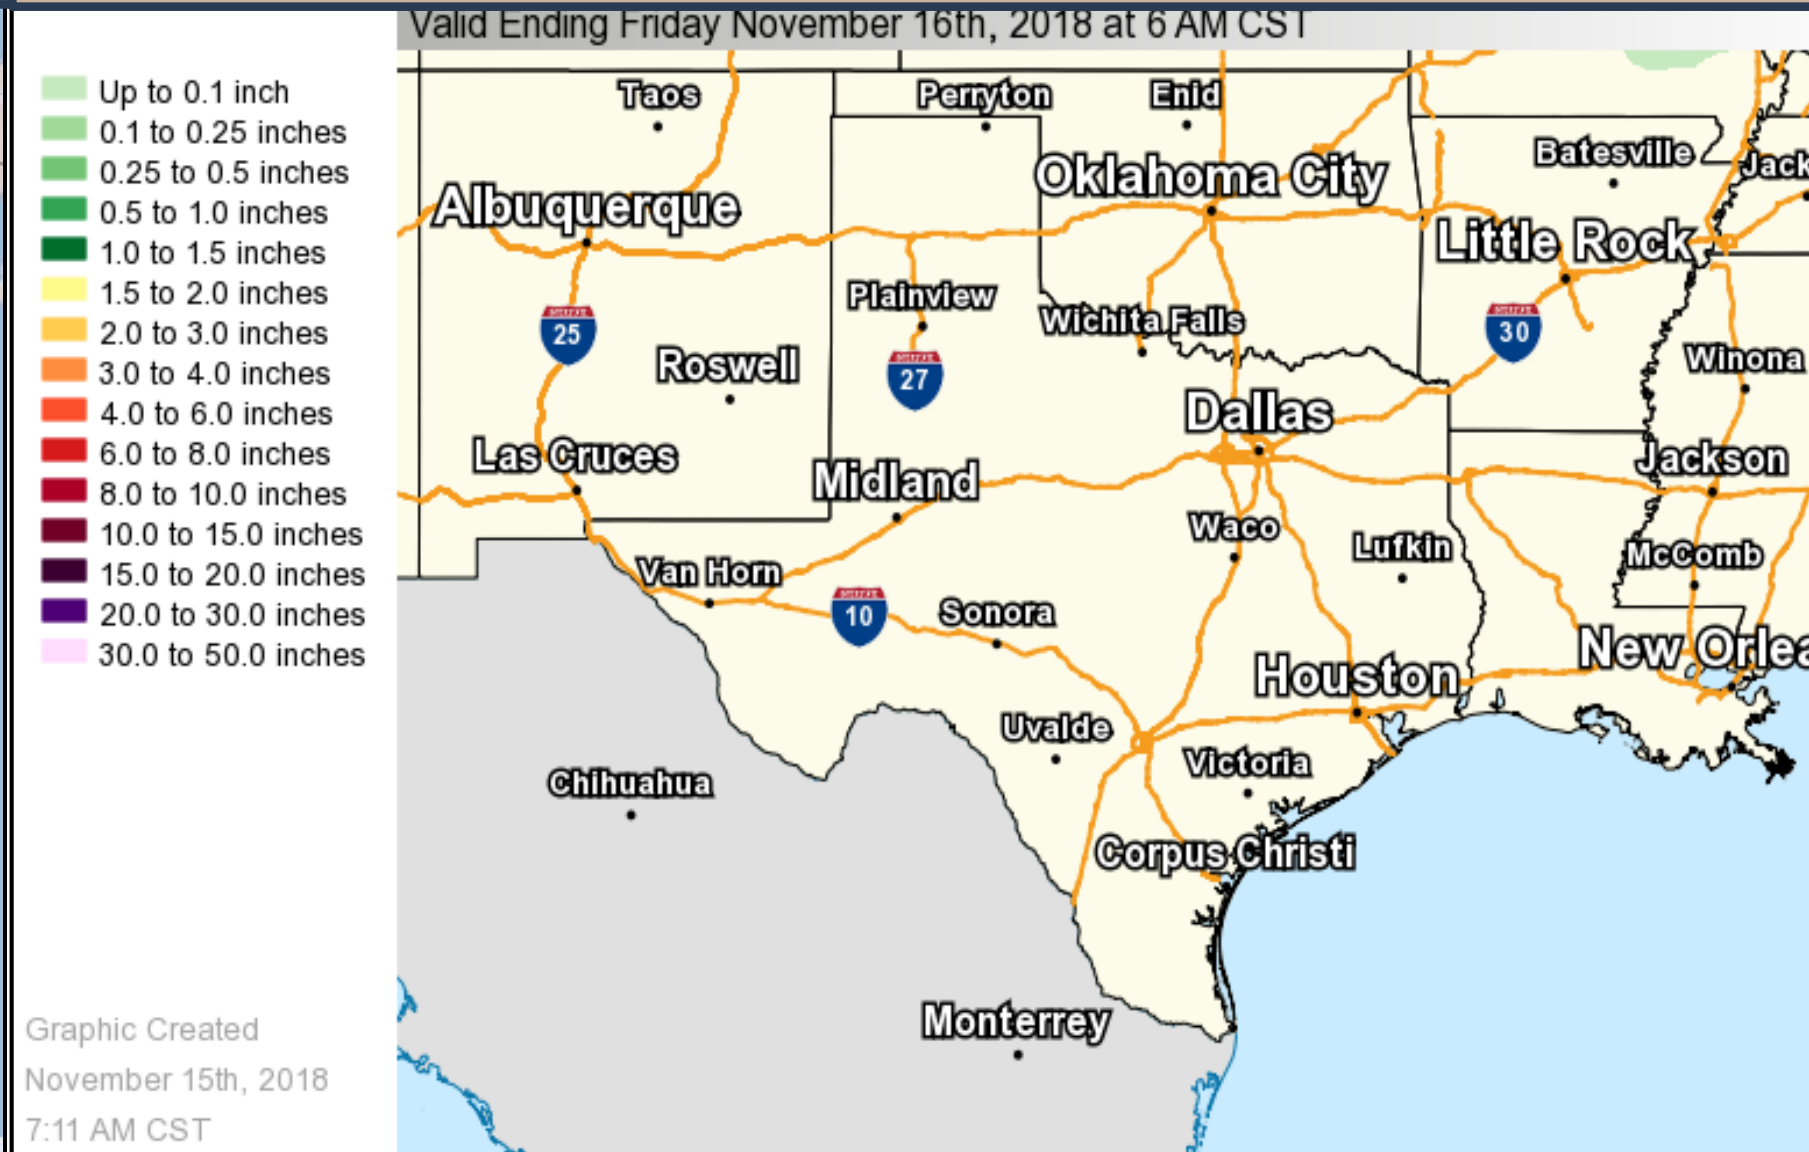 Valid Ending Friday November 16th, 2018 at 6 AM CST
Up to 0.1 inch
0.1 to 0.25 inches
0.25 to 0.5 inches
0.5 to 1.0 inches
1.0 to 1.5 inches
1.5 to 2.0 inches
2.0 to 3.0 inches
3.0 to 4.0 inches
4.0 to 6.0 inches
6.0 to 8.0 inches
8.0 to 10.0 inches
10.0 to 15.0 inches
15.0 to 20.0 inches
20.0 to 30.0 inches
30.0 to 50.0 inches
Graphic Created
November 15th, 2018
7:11 AM CST
Taos
Perryton
Enid
Batesville
Jack
Albuquerque
Oklahoma City
Little Rock
Plainview
Wichita Falls
25
30
27
Roswell
Winona
Dallas
Las Cruces
Midland
Jackson
Waco
Lufkin
McComb
Van Horn
10
Sonora
Houston
New Orlea
Uvalde
Victoria
Chihuahua
Corpus Christi
Monterrey